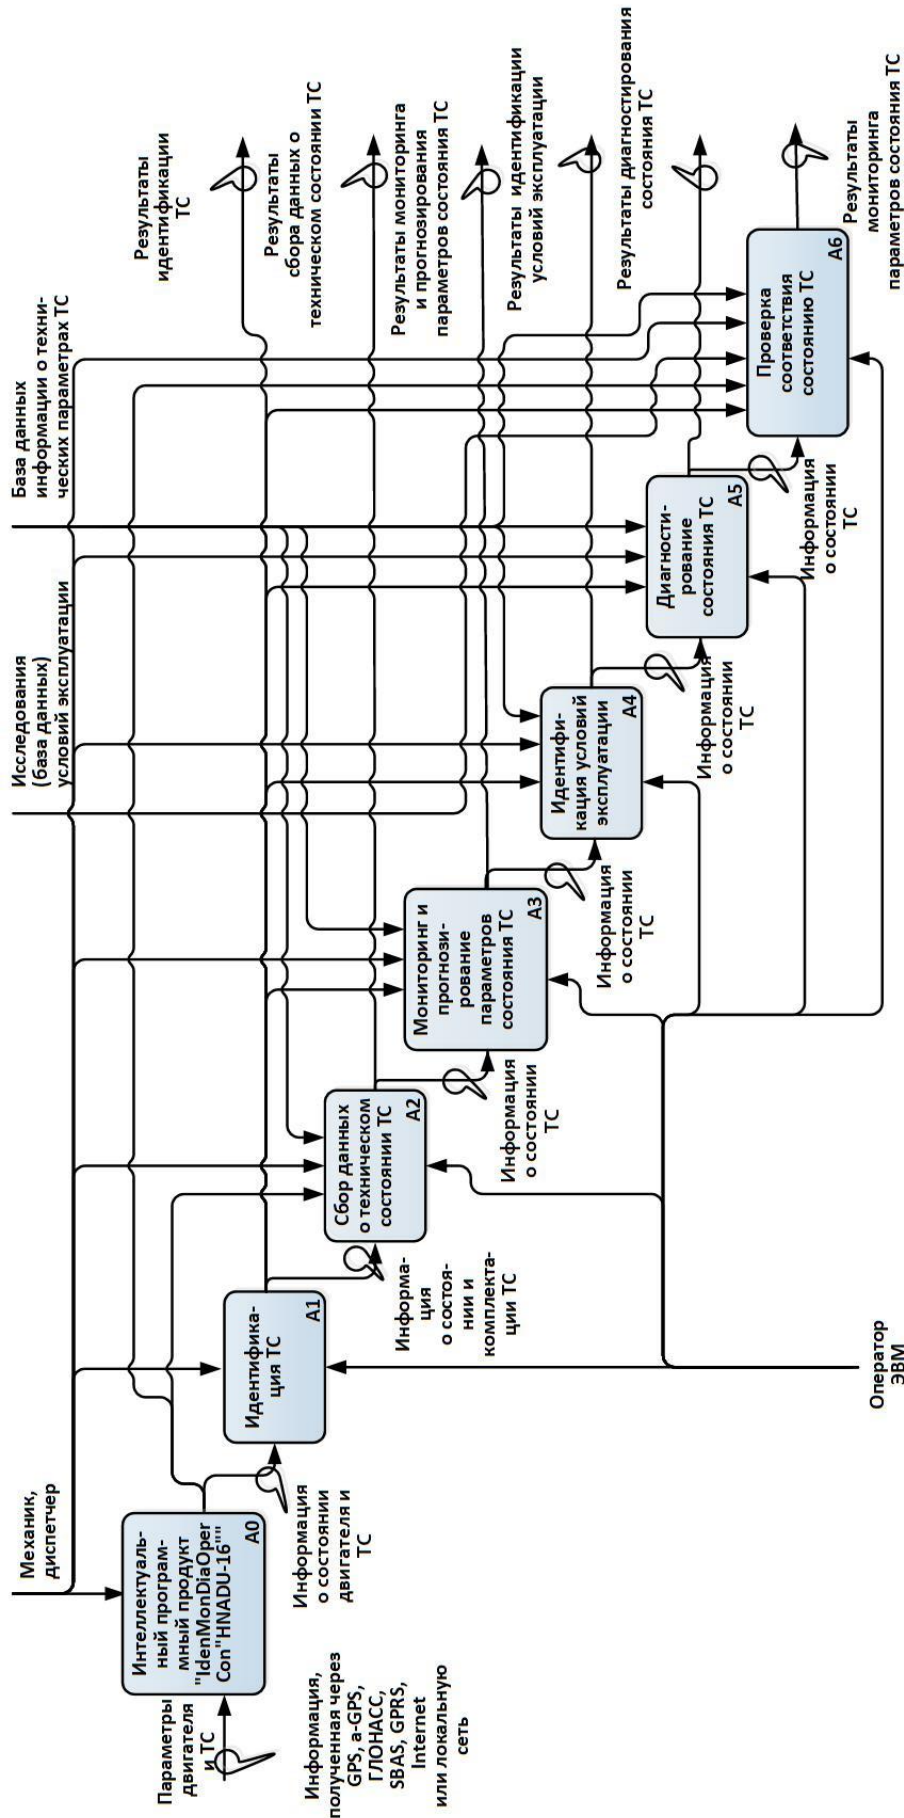 Механик,
диспетчер
Исследования
(база данных)
условий эксплуатации
База данных
информации о техни-
ческих параметрах ТС
Параметры
двигателя
и ТС
Информация,
полученная через
GPS, a-GPS,
ГЛОНАСС,
SBAS, GPRS,
Internet
или локальную
сеть
Интеллектуаль-
ный програм-
мный продукт
"IdenMonDiaOper
Con"HNADU-16""
A0
Информация
о состоянии
двигателя и
ТС
Идентифика-
ция ТС
A1
Информа-
ция
о состоя-
нии и
комплекта-
ции ТС
Сбор данных
о техническом
состоянии ТС
A2
Информация
о состоянии
ТС
Мониторинг и
прогнози-
рование
параметров
состояния ТС
A3
Информация
о состоянии
ТС
Идентифи-
кация условий
эксплуатации
A4
Информация
о состоянии
ТС
Диагности-
рование
состояния ТС
A5
Информация
о состоянии
ТС
Проверка
соответствия
состоянию ТС
A6
Результаты
идентификации
ТС
Результаты
сбора данных о
техническом состоянии ТС
Результаты мониторинга
и прогнозирования
параметров состояния ТС
Результаты идентификации
условий эксплуатации
Результаты диагностирования
состояния ТС
Результаты
мониторинга
параметров состояния ТС
Оператор
ЭВМ